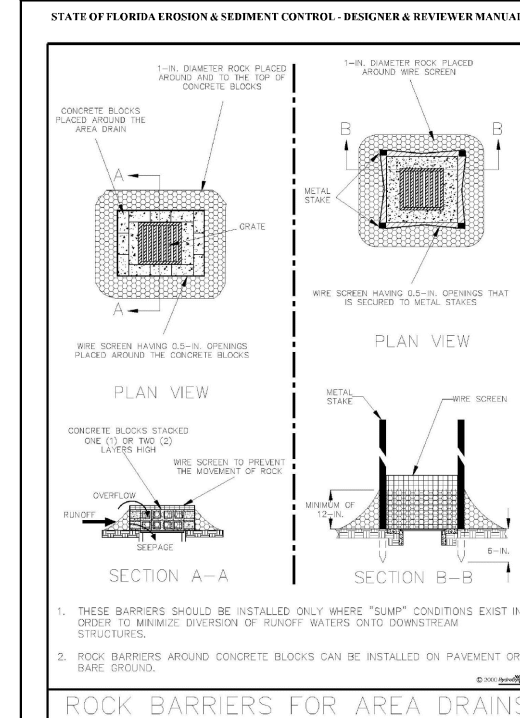 STATE OF FLORIDA EROSION & SEDIMENT CONTROL - DESIGNER & REVIEWER MANUAL
1-IN. DIAMETER ROCK PLACED
AROUND AND TO THE TOP OF
CONCRETE BLOCKS
CONCRETE BLOCKS
PLACED AROUND THE
AREA DRAIN
A
GRATE
A
WIRE SCREEN HAVING 0.5-IN. OPENINGS
PLACED AROUND THE CONCRETE BLOCKS
PLAN VIEW
1-IN. DIAMETER ROCK PLACED
AROUND WIRE SCREEN
B B
METAL
STAKE
WIRE SCREEN HAVING 0.5-IN. OPENINGS THAT
IS SECURED TO METAL STAKES
PLAN VIEW
CONCRETE BLOCKS STACKED
ONE (1) OR TWO (2)
LAYERS HIGH
WIRE SCREEN TO PREVENT
THE MOVEMENT OF ROCK
OVERFLOW
RUNOFF
SEEPAGE
SECTION A-A
METAL
STAKE
WIRE SCREEN
MINIMUM OF
12-IN.
6-IN.
SECTION B-B
1. THESE BARRIERS SHOULD BE INSTALLED ONLY WHERE "SUMP" CONDITIONS EXIST IN
ORDER TO MINIMIZE DIVERSION OF RUNOFF WATERS ONTO DOWNSTREAM
STRUCTURES.
2. ROCK BARRIERS AROUND CONCRETE BLOCKS CAN BE INSTALLED ON PAVEMENT OR
BARE GROUND.
© 2000
ROCK BARRIERS FOR AREA DRAINS